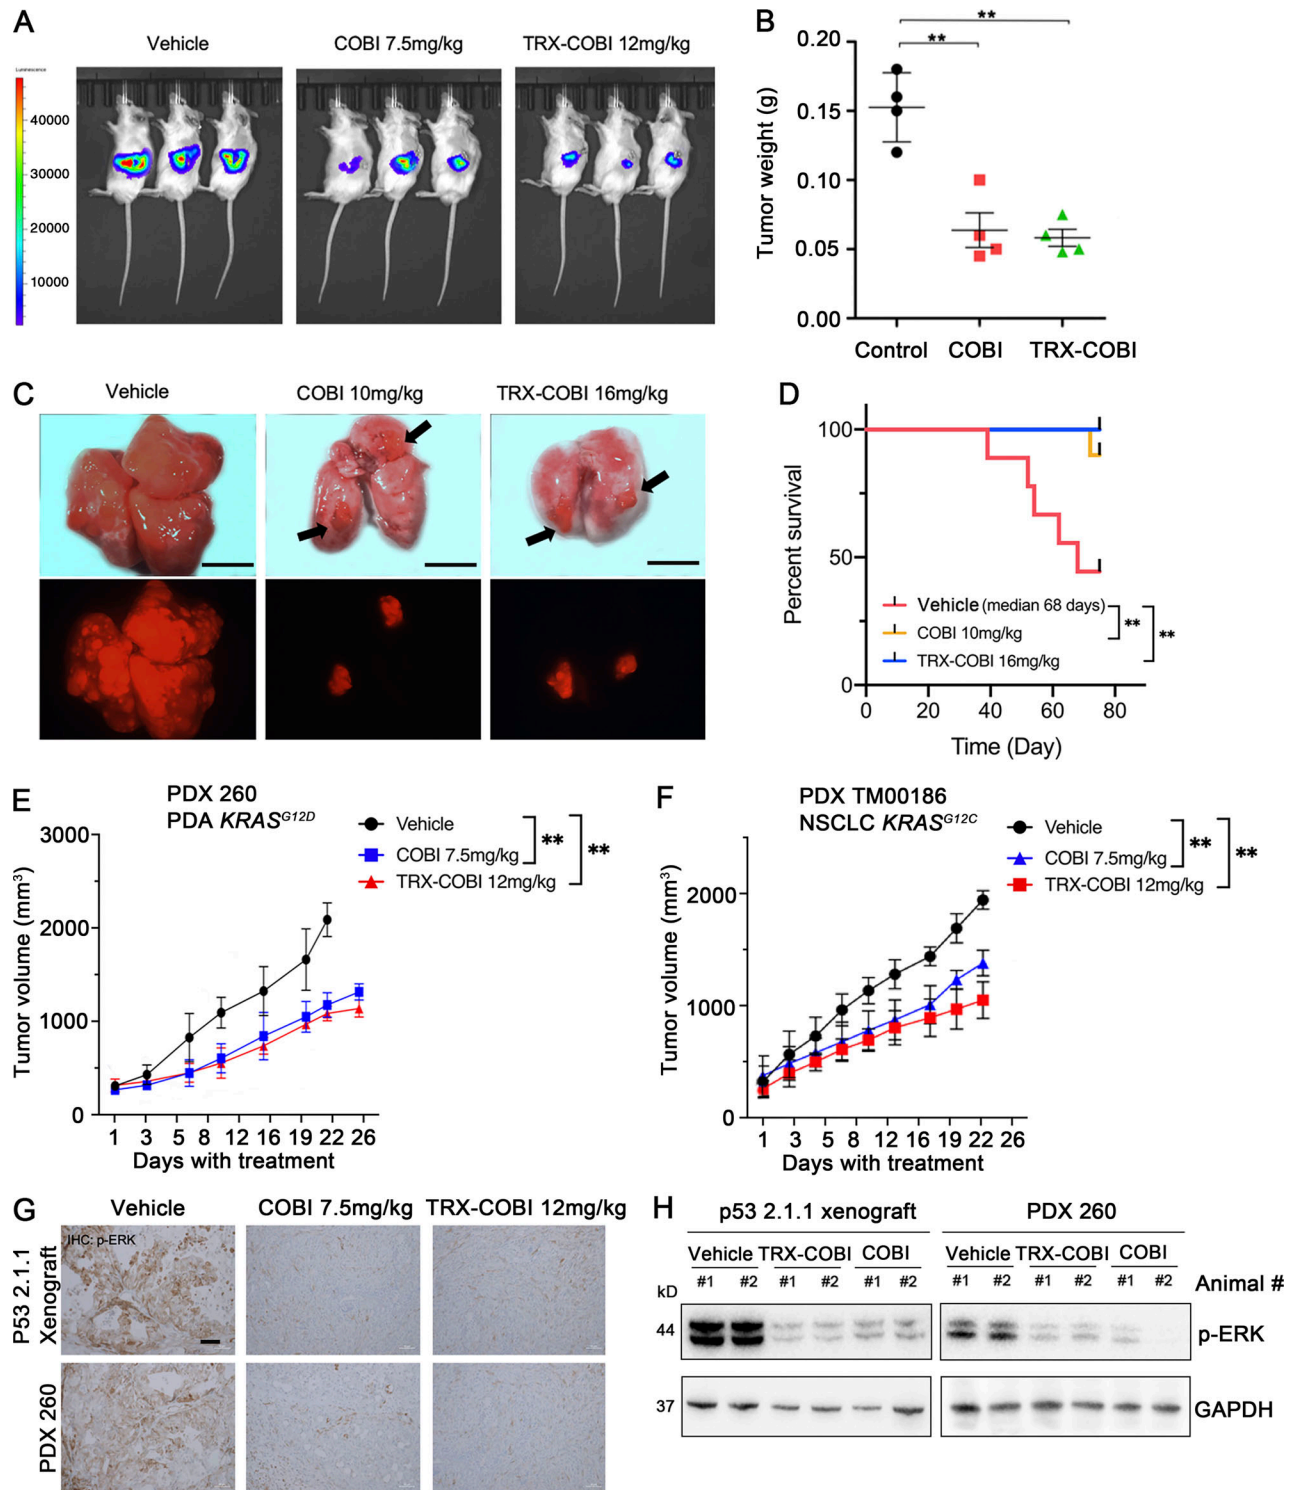 A
Vehicle
COBI 7.5mg/kg
TRX-COBI 12mg/kg
Luminescence
40000
30000
20000
10000
B
**
**
0.20
0.15
0.10
0.05
0.00
Tumor weight (g)
Control
COBI
TRX-COBI
C
Vehicle
COBI 10mg/kg
TRX-COBI 16mg/kg
D
100
50
0
Percent survival
Vehicle (median 68 days)
COBI 10mg/kg
TRX-COBI 16mg/kg
**
**
0 20 40 60 80
Time (Day)
E
PDX 260
PDA KRASᴳ¹²ᴰ
Vehicle
COBI 7.5mg/kg
TRX-COBI 12mg/kg
**
**
3000
2000
1000
0
Tumor volume (mm³)
1 3 5 8 12 16 19 22 26
Days with treatment
F
PDX TM00186
NSCLC KRASᴳ¹²ꟲ
Vehicle
COBI 7.5mg/kg
TRX-COBI 12mg/kg
**
**
2000
1000
0
Tumor volume (mm³)
1 3 5 8 12 16 19 22 26
Days with treatment
G
Vehicle
COBI 7.5mg/kg
TRX-COBI 12mg/kg
IHC: p-ERK
P53 2.1.1
Xenograft
PDX 260
H
p53 2.1.1 xenograft
PDX 260
Vehicle TRX-COBI COBI
Vehicle TRX-COBI COBI
#1 #2 #1 #2 #1 #2
#1 #2 #1 #2 #1 #2
Animal #
kD
44
p-ERK
37
GAPDH